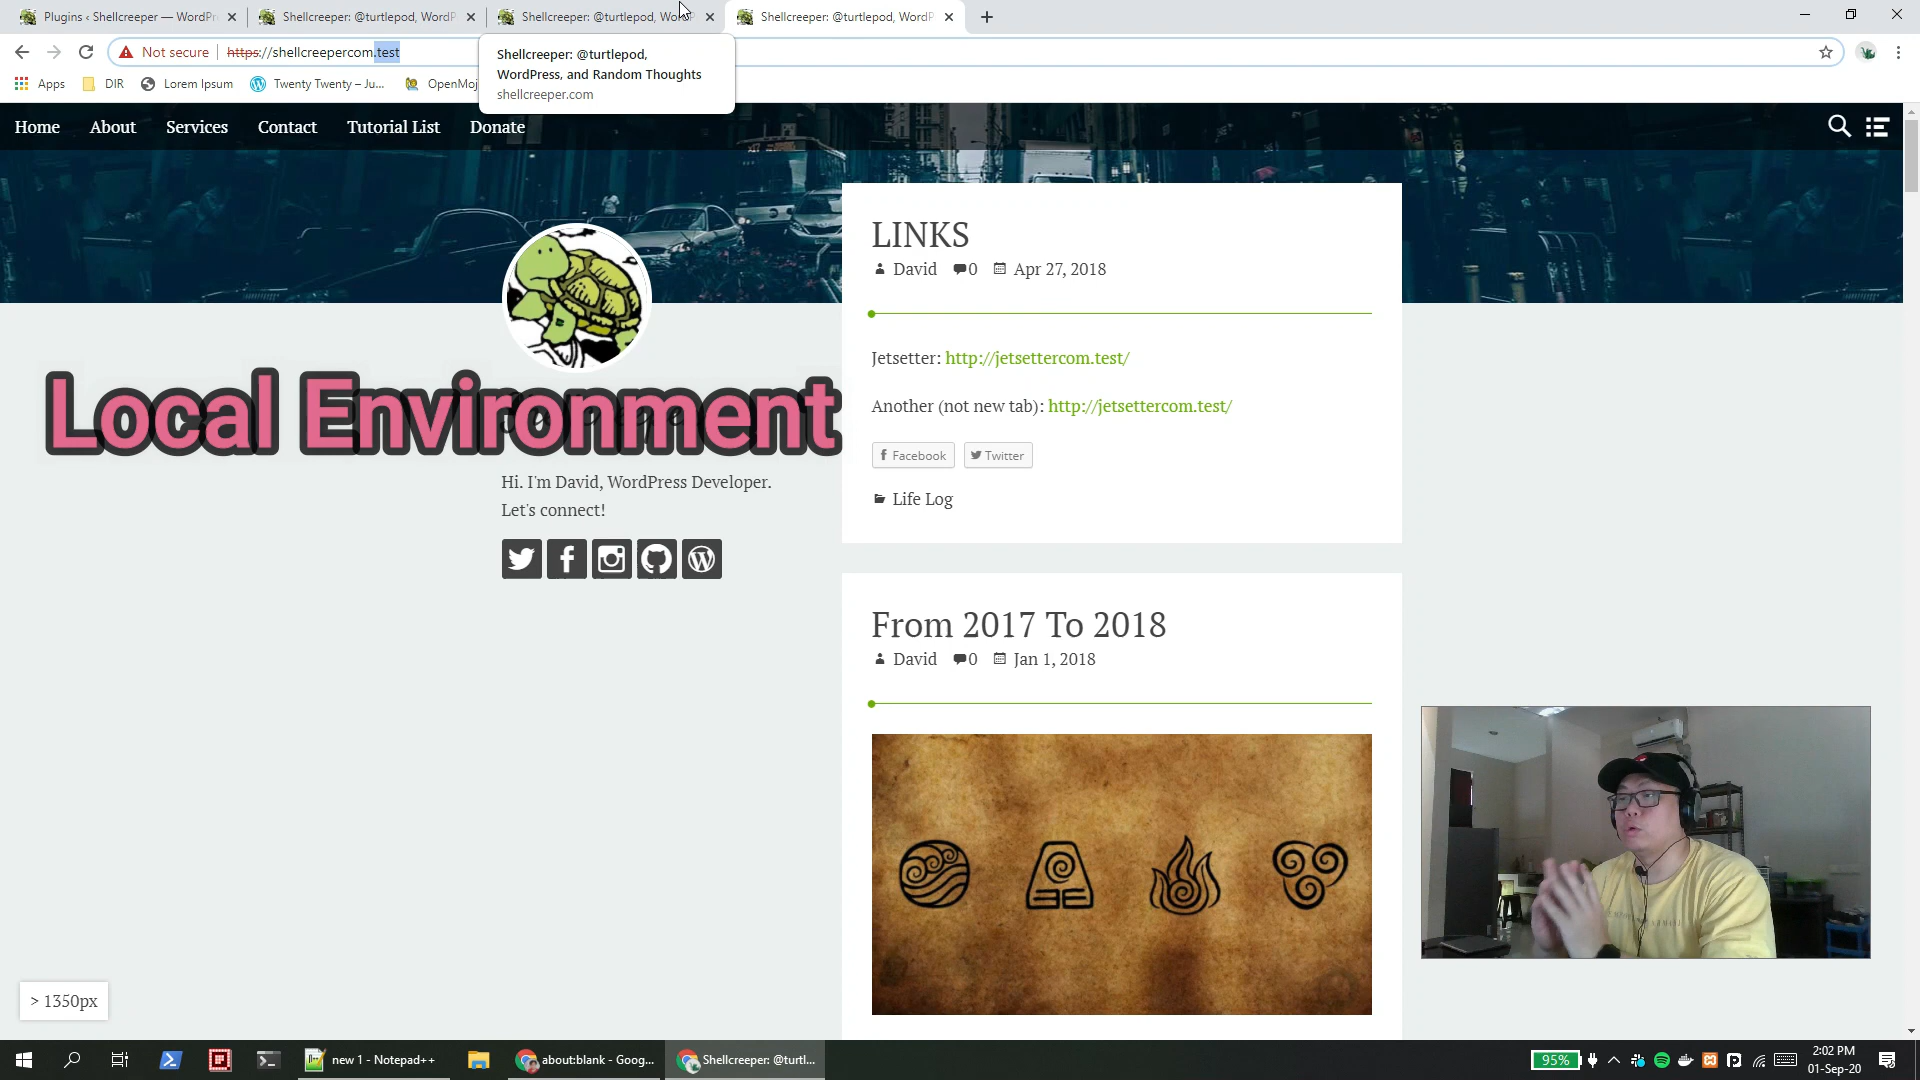 Plugins ‹ Shellcreeper — WordPr
Shellcreeper: @turtlepod, WordP
Shellcreeper: @turtlepod, WordP
Shellcreeper: @turtlepod, WordP
Not secure
https://shellcreepercom.test
Shellcreeper: @turtlepod,
WordPress, and Random Thoughts
shellcreeper.com
Apps
DIR
Lorem Ipsum
Twenty Twenty – Ju...
OpenMoj
Home
About
Services
Contact
Tutorial List
Donate
LINKS
David
0
Apr 27, 2018
Jetsetter: http://jetsettercom.test/
Another (not new tab): http://jetsettercom.test/
Facebook
Twitter
Life Log
Local Environment
Hi. I'm David, WordPress Developer.
Let's connect!
From 2017 To 2018
David
0
Jan 1, 2018
> 1350px
new 1 - Notepad++
about:blank - Goog...
Shellcreeper: @turtl...
95%
2:02 PM
01-Sep-20